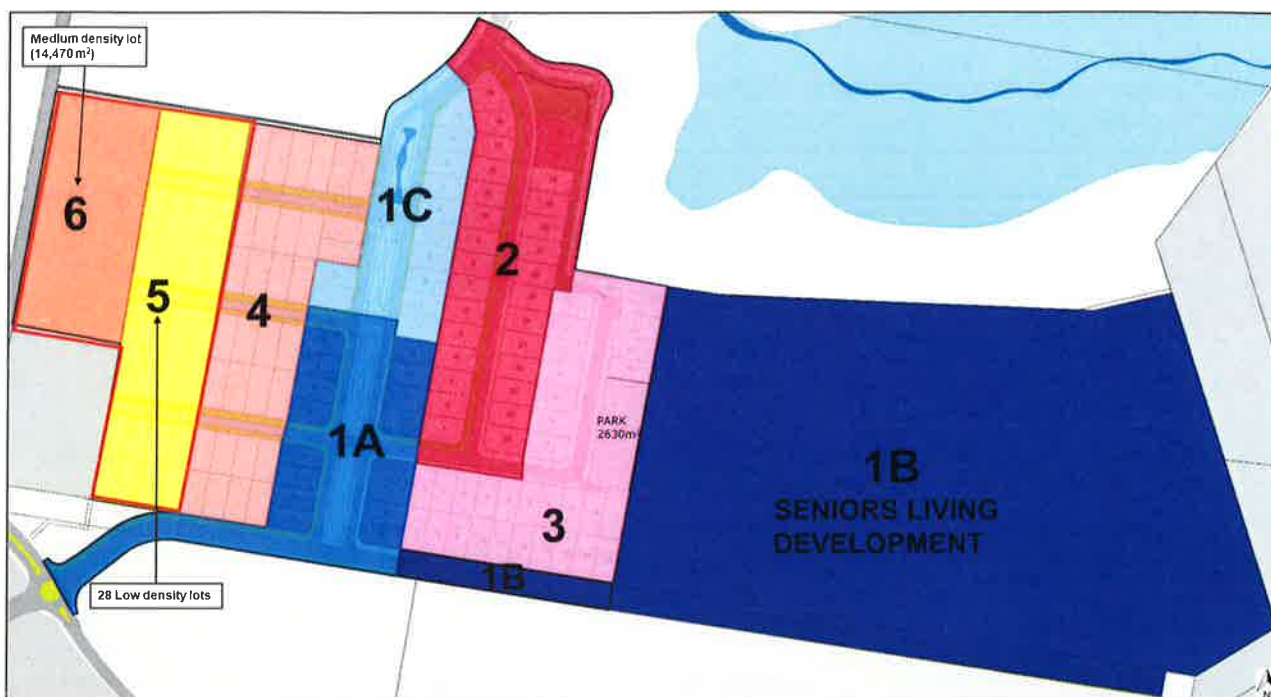 Medium density lot
(14,470 m²)
6
5
4
1C
2
1A
PARK
2630m
3
1B
1B
SENIORS LIVING
DEVELOPMENT
28 Low density lots